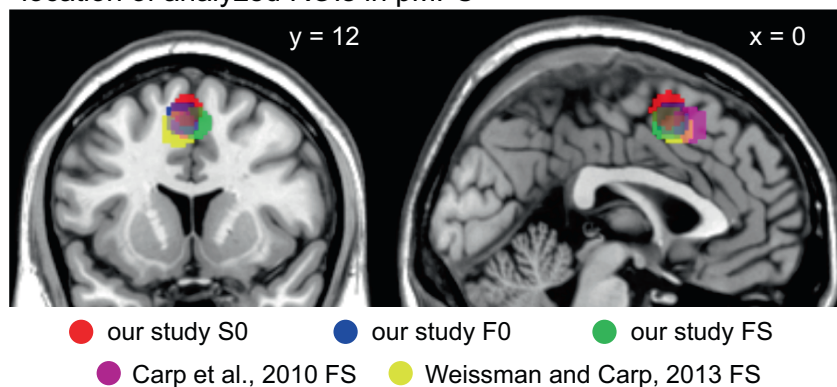 y = 12
x = 0
our study S0
our study F0
our study FS
Carp et al., 2010 FS
Weissman and Carp, 2013 FS